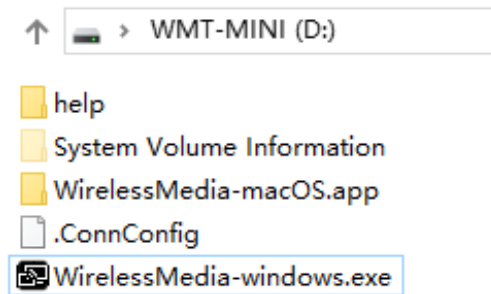 WMT-MINI (D:)
help
System Volume Information
WirelessMedia-macOS.app
.ConnConfig
WirelessMedia-windows.exe